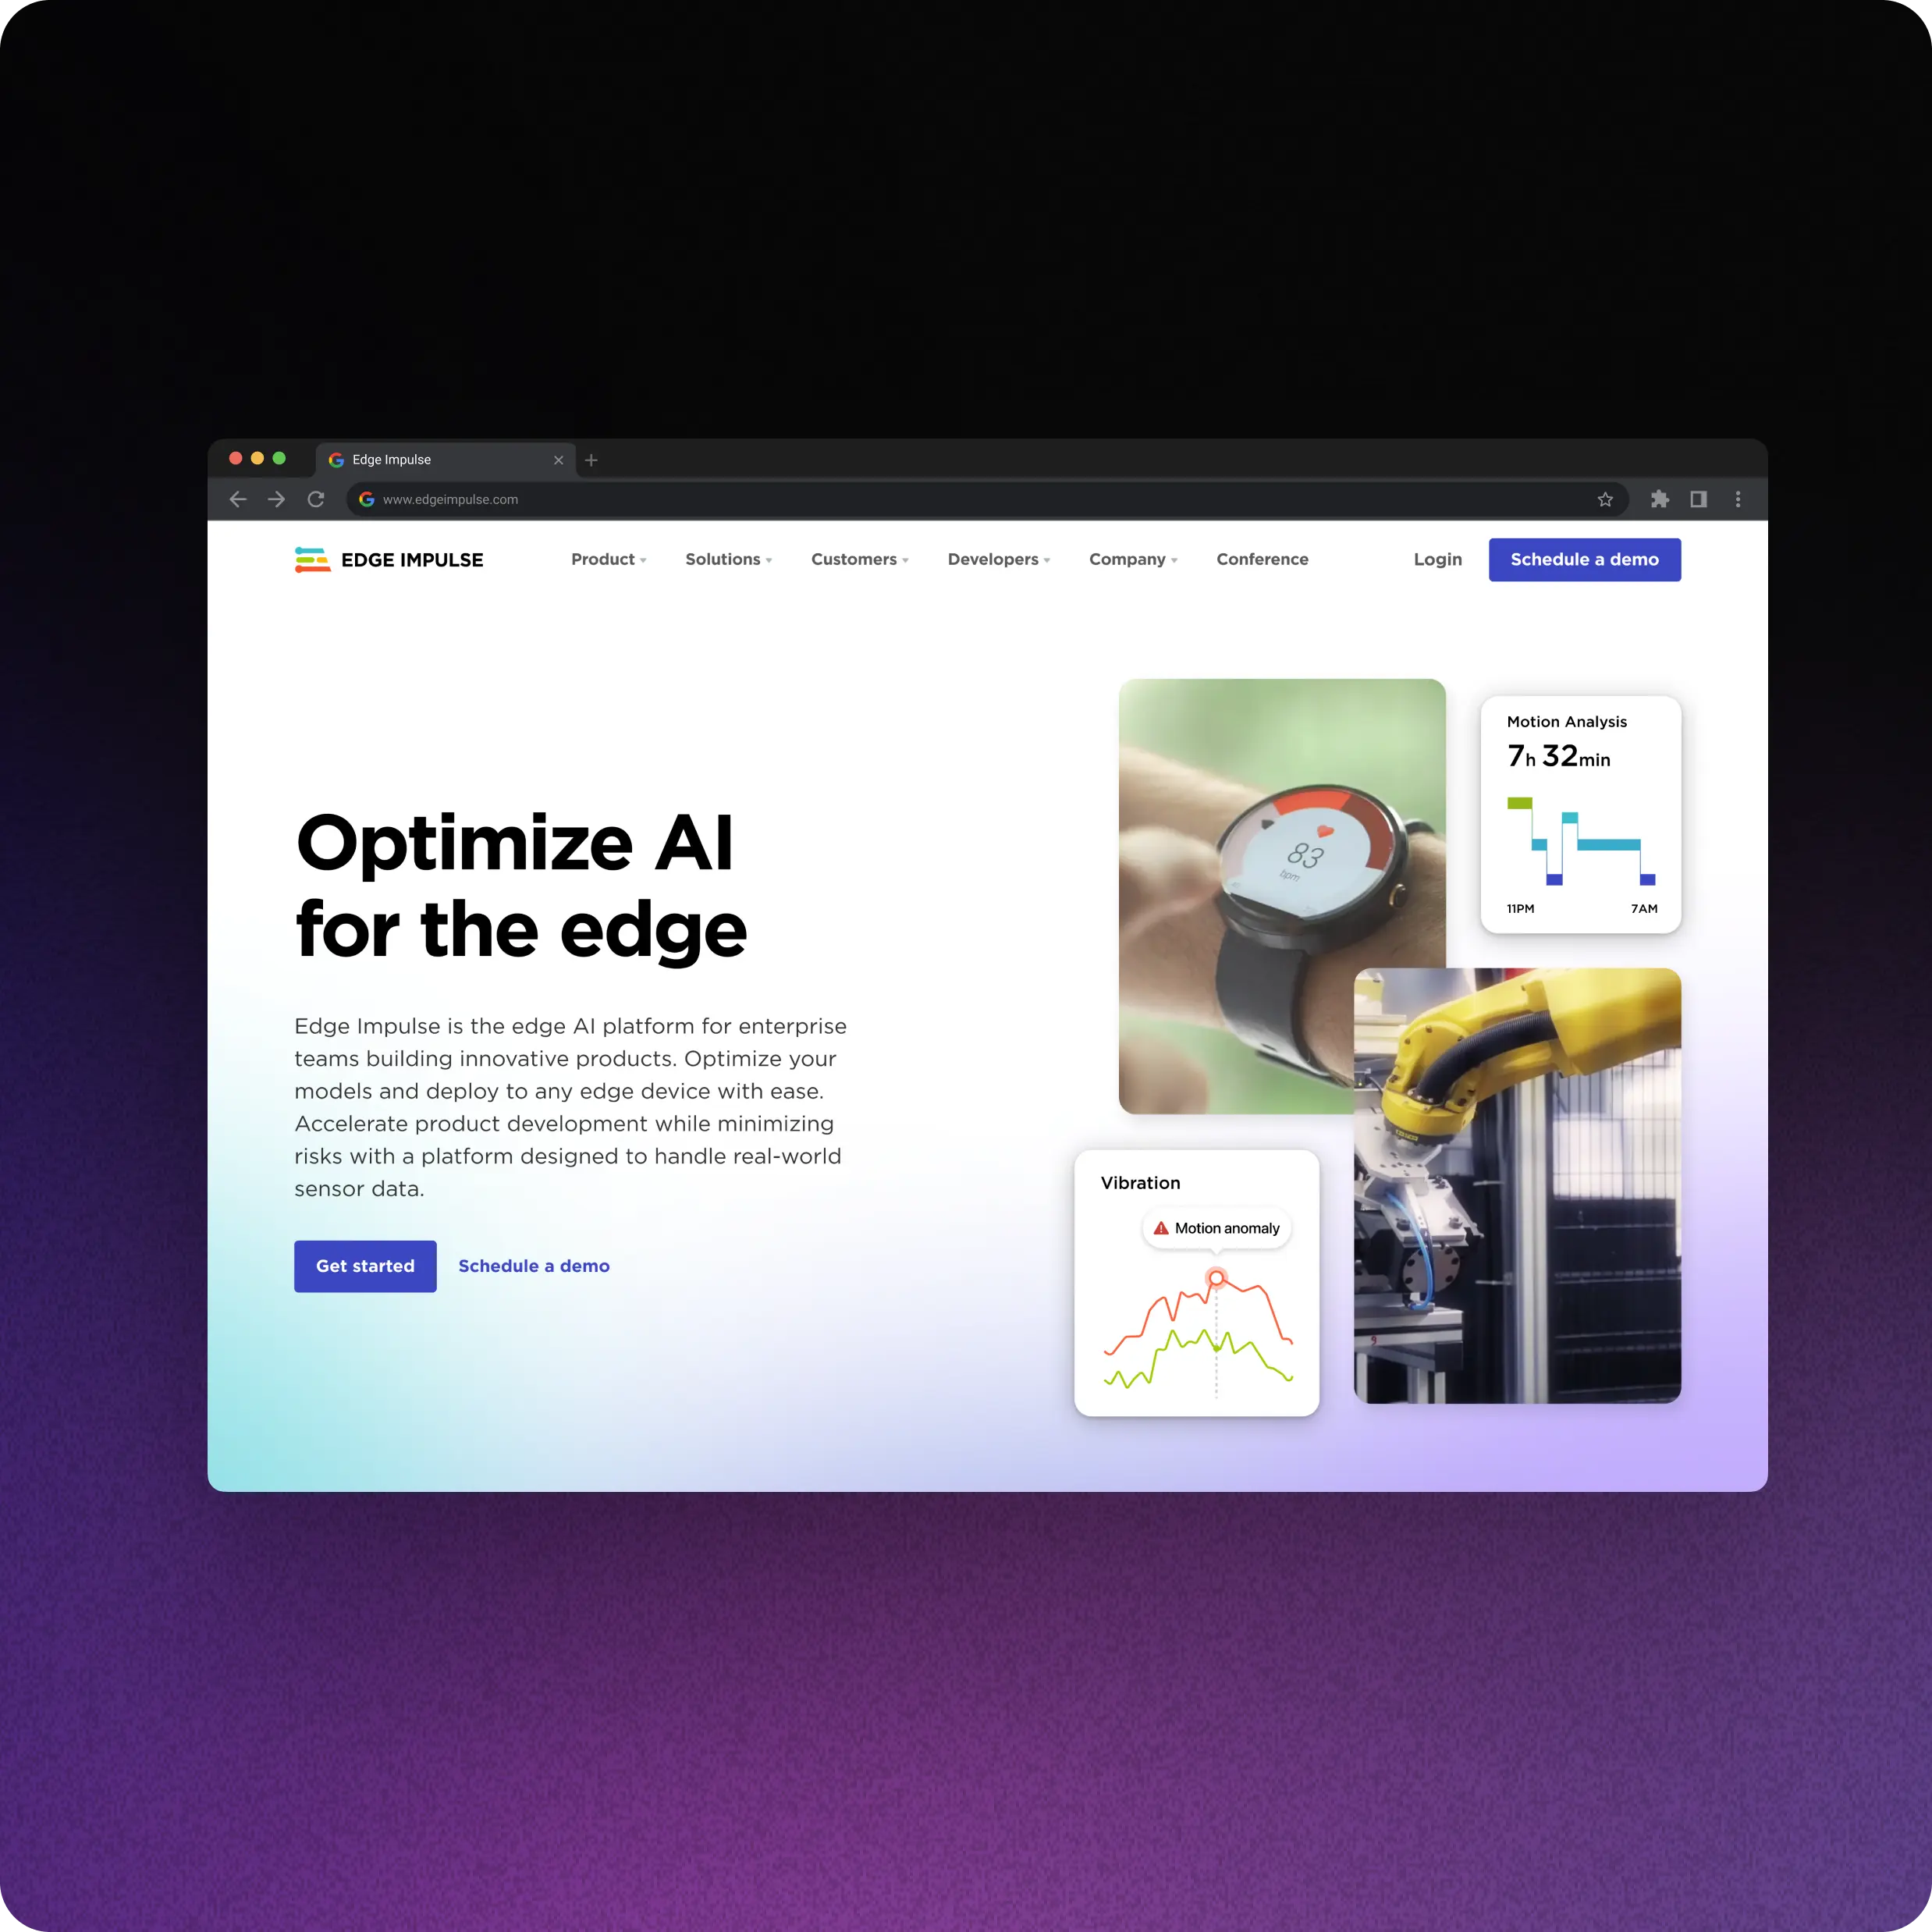 Edge Impulse
www.edgeimpulse.com
EDGE IMPULSE
Product
Solutions
Customers
Developers
Company
Conference
Login
Schedule a demo
Optimize AI
for the edge
Edge Impulse is the edge AI platform for enterprise
teams building innovative products. Optimize your
models and deploy to any edge device with ease.
Accelerate product development while minimizing
risks with a platform designed to handle real-world
sensor data.
Get started
Schedule a demo
83
bpm
Motion Analysis
7h 32min
11PM
7AM
Vibration
Motion anomaly
9